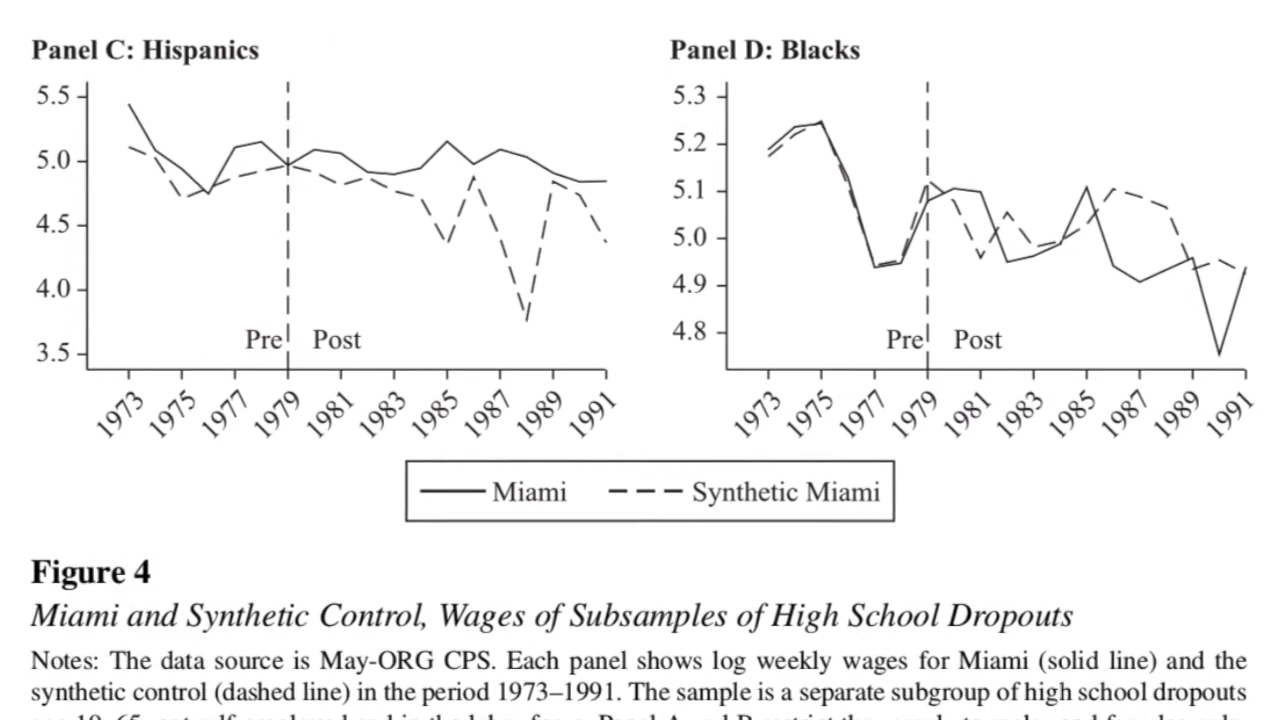 Panel C: Hispanics
5.5
5.0
4.5
4.0
3.5
Pre
Post
1973
1975
1977
1979
1981
1983
1985
1987
1989
1991
Panel D: Blacks
5.3
5.2
5.1
5.0
4.9
4.8
Pre
Post
1973
1975
1977
1979
1981
1983
1985
1987
1989
1991
Miami
Synthetic Miami
Figure 4
Miami and Synthetic Control, Wages of Subsamples of High School Dropouts
Notes: The data source is May-ORG CPS. Each panel shows log weekly wages for Miami (solid line) and the
synthetic control (dashed line) in the period 1973–1991. The sample is a separate subgroup of high school dropouts